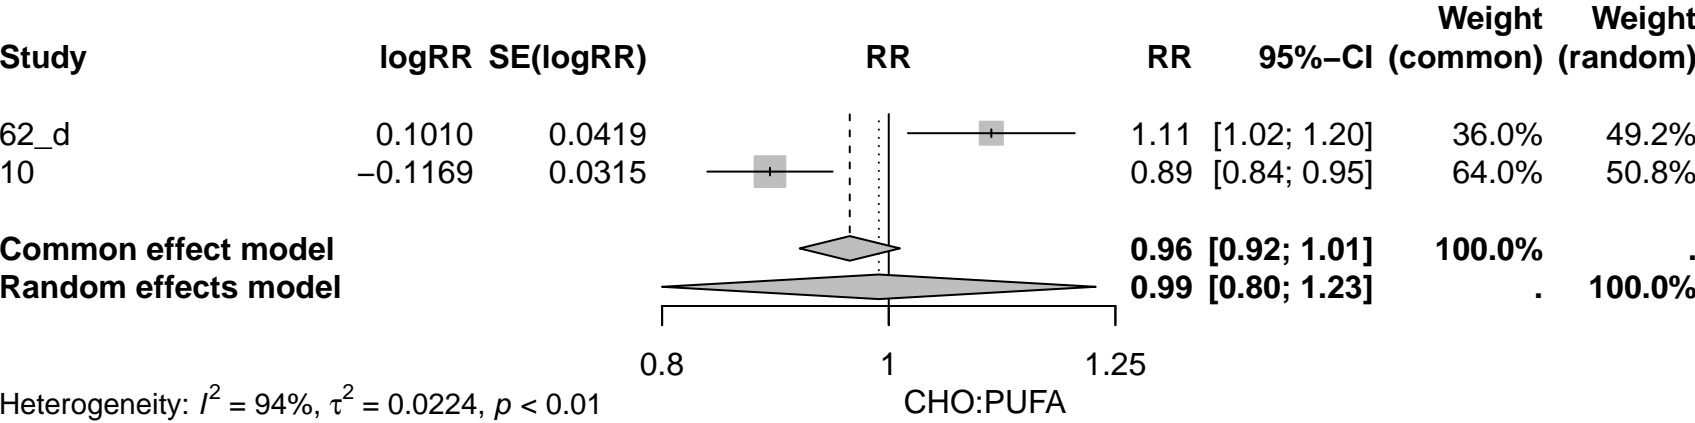 Weight Weight
Study logRR SE(logRR) RR RR 95%−CI (common) (random)
62_d 0.1010 0.0419 1.11 [1.02; 1.20] 36.0% 49.2%
10 −0.1169 0.0315 0.89 [0.84; 0.95] 64.0% 50.8%
Common effect model 0.96 [0.92; 1.01] 100.0% .
Random effects model 0.99 [0.80; 1.23] . 100.0%
0.8 1 1.25
Heterogeneity: I² = 94%, τ² = 0.0224, p < 0.01 CHO:PUFA